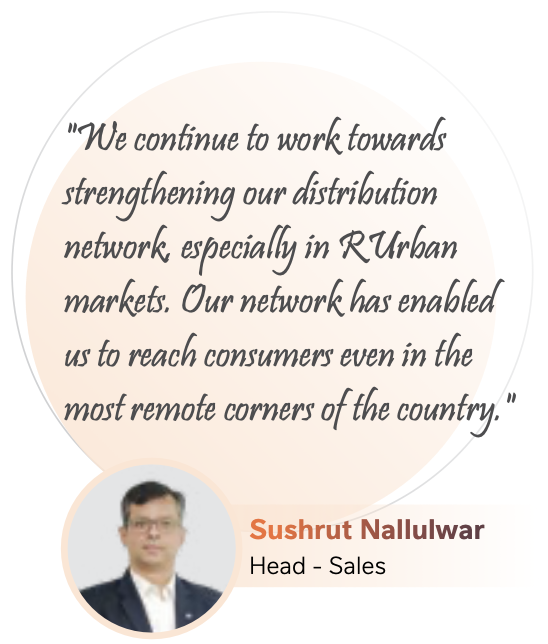 "We continue to work towards
strengthening our distribution
network, especially in RUrban
markets. Our network has enabled
us to reach consumers even in the
most remote corners of the country."
Sushrut Nallulwar
Head - Sales